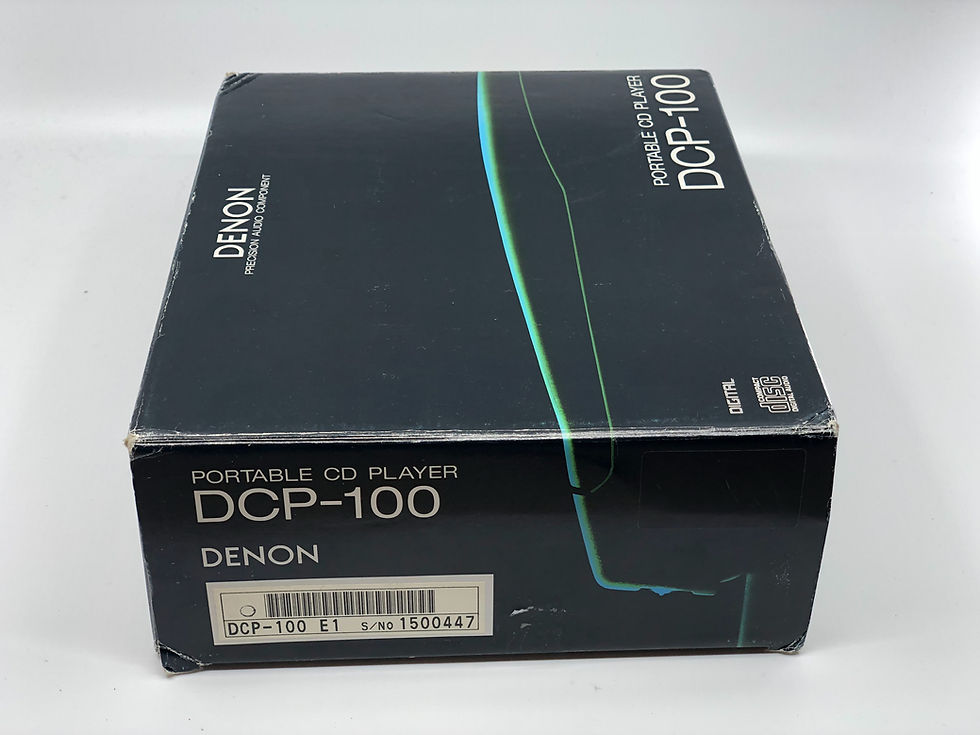 DENON
PRECISION AUDIO COMPONENT
PORTABLE CD PLAYER
DCP-100
DIGITAL
COMPACT
disc
DIGITAL AUDIO
PORTABLE CD PLAYER
DCP-100
DENON
DCP-100 E1 S/No 1500447